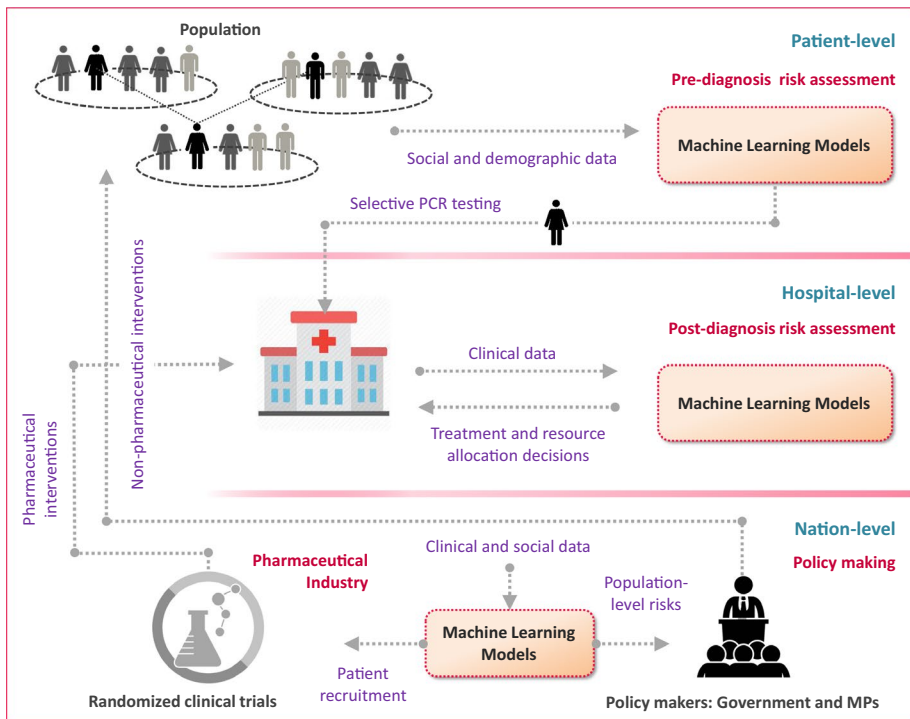 Population
Patient-level
Pre-diagnosis risk assessment
Machine Learning Models
Social and demographic data
Selective PCR testing
Hospital-level
Post-diagnosis risk assessment
Clinical data
Machine Learning Models
Treatment and resource
allocation decisions
Pharmaceutical
interventions
Non-pharmaceutical interventions
Nation-level
Policy making
Clinical and social data
Pharmaceutical
Industry
Population-
level risks
Machine Learning
Models
Patient
recruitment
Randomized clinical trials
Policy makers: Government and MPs